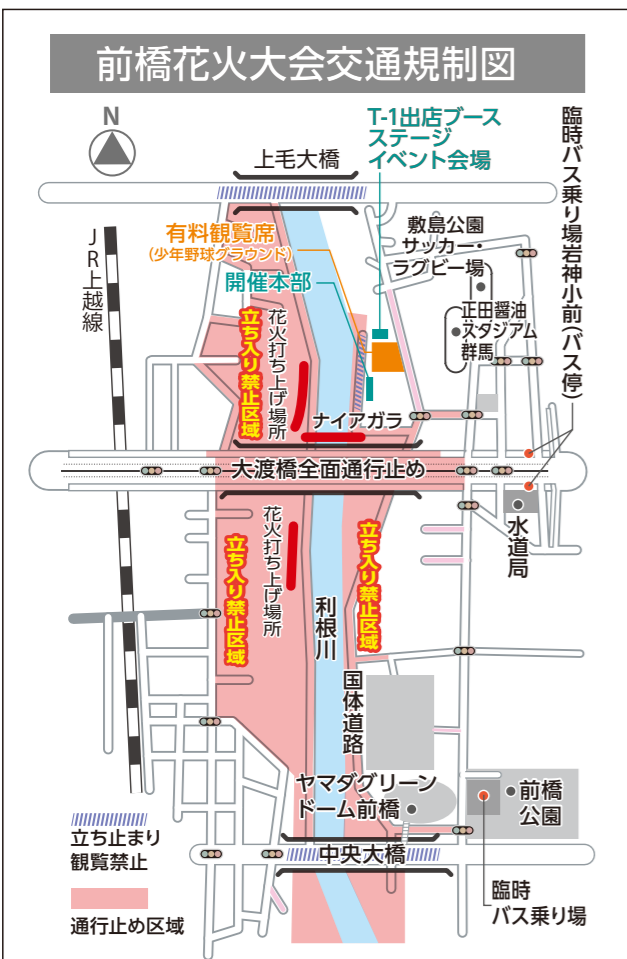 前橋花火大会交通規制図
N
T-1出店ブース
ステージ
イベント会場
臨時バス乗り場岩神小前(バス停)
上毛大橋
JR上越線
有料観覧席
(少年野球グラウンド)
開催本部
敷島公園
サッカー・
ラグビー場
正田醤油
スタジアム
群馬
立ち入り禁止区域
花火打ち上げ場所
ナイアガラ
大渡橋全面通行止め
水道局
立ち入り禁止区域
花火打ち上げ場所
利根川
立ち入り禁止区域
国体道路
ヤマダグリーン
ドーム前橋
前橋
公園
中央大橋
臨時
バス乗り場
立ち止まり
観覧禁止
通行止め区域